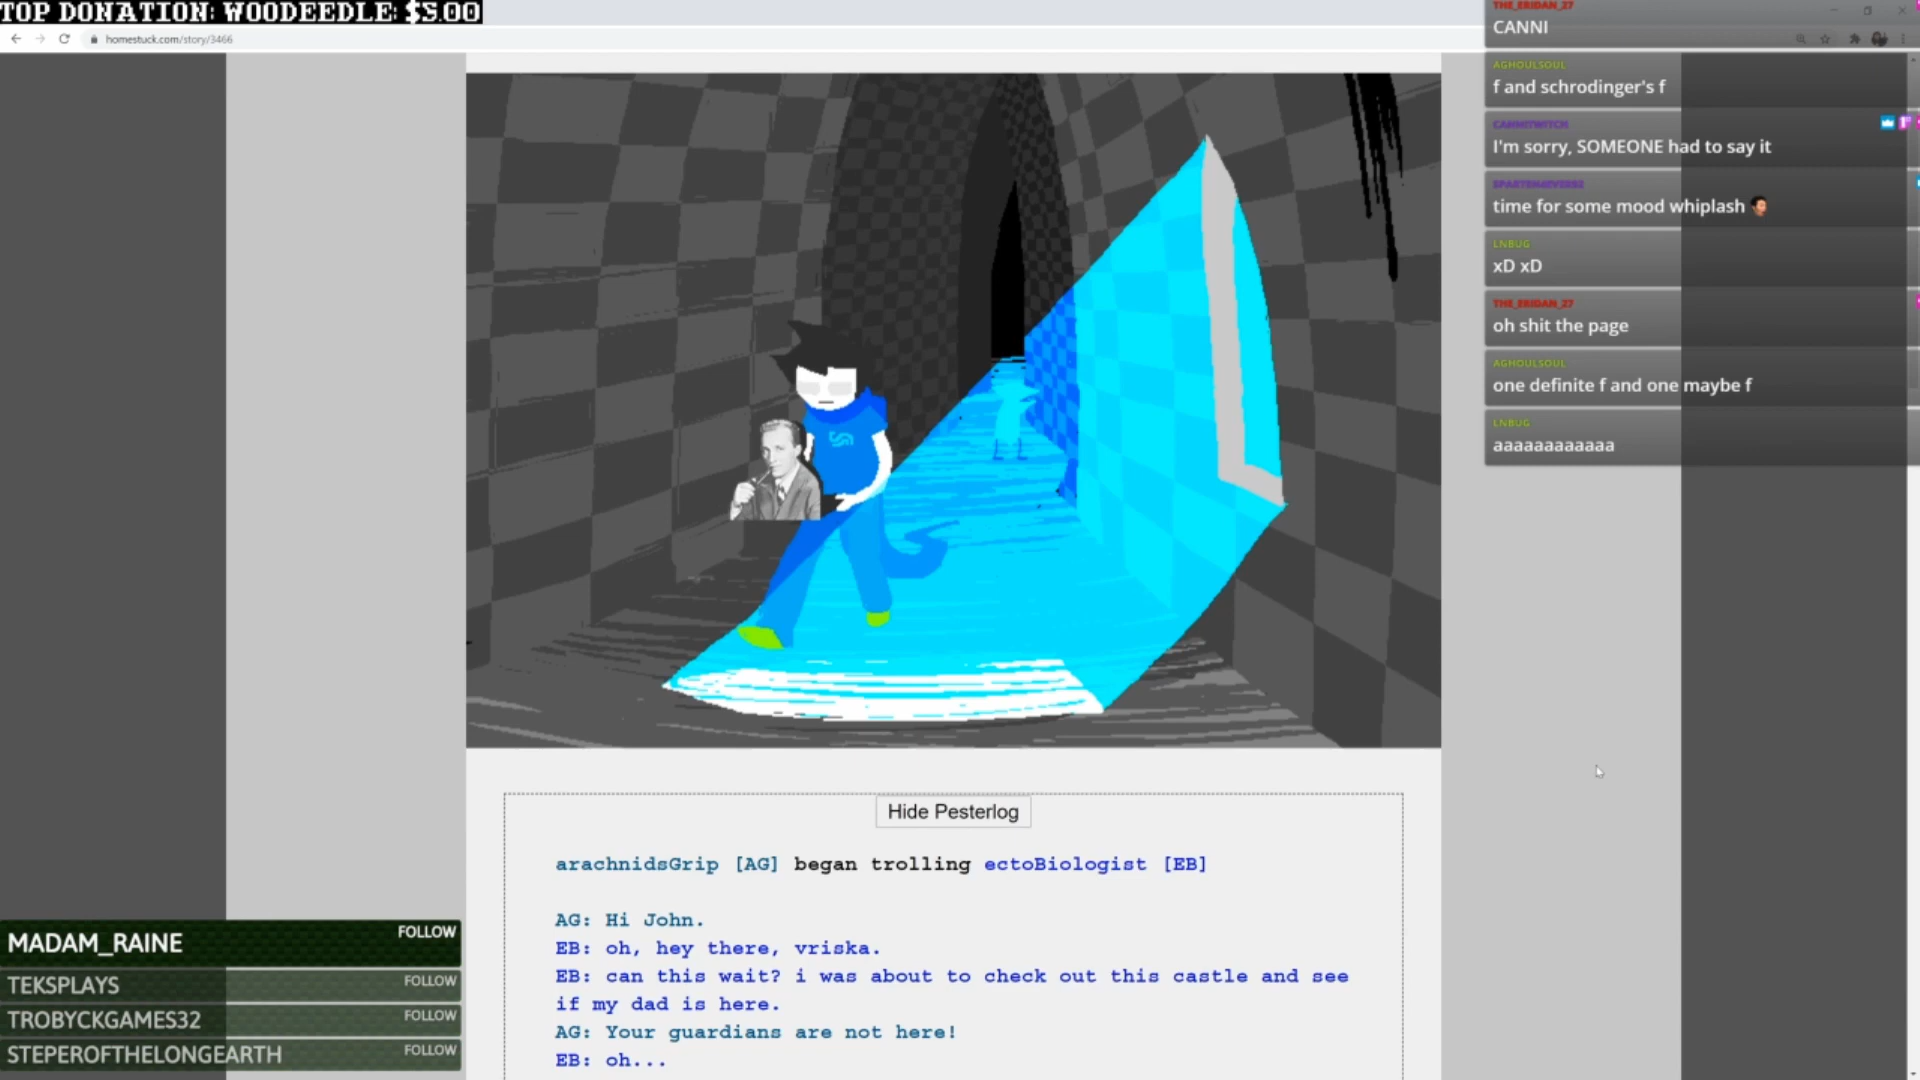 TOP DONATION: WOODEEDLE: $5.00
homestuck.com/story/3466
THE_ERIDAN_27
CANNI
AGHOULSOUL
f and schrodinger's f
CANNITWITCH
I'm sorry, SOMEONE had to say it
time for some mood whiplash
LNBUG
xD xD
THE_ERIDAN_27
oh shit the page
AGHOULSOUL
one definite f and one maybe f
LNBUG
aaaaaaaaaaaa
Hide Pesterlog
arachnidsGrip [AG] began trolling ectoBiologist [EB]
AG: Hi John.
EB: oh, hey there, vriska.
EB: can this wait? i was about to check out this castle and see
if my dad is here.
AG: Your guardians are not here!
EB: oh...
MADAM_RAINE FOLLOW
TEKSPLAYS FOLLOW
TROBYCKGAMES32 FOLLOW
STEPEROFTHELONGEARTH FOLLOW